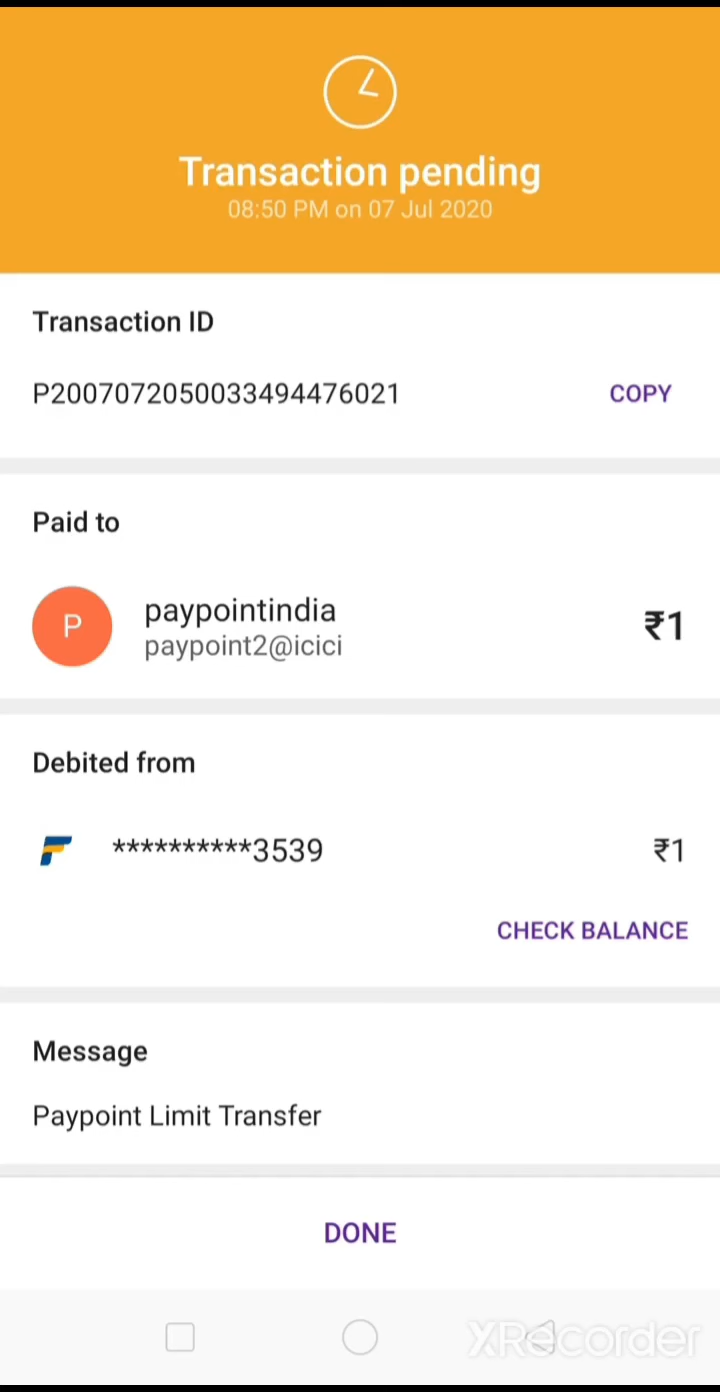 Transaction pending
08:50 PM on 07 Jul 2020
Transaction ID
P2007072050033494476021 COPY
Paid to
P paypointindia ₹1
paypoint2@icici
Debited from
**********3539 ₹1
CHECK BALANCE
Message
Paypoint Limit Transfer
DONE
XRecorder